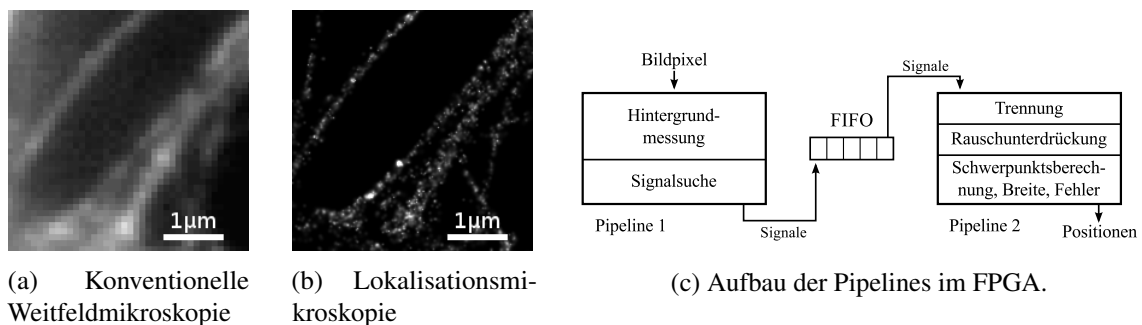 1µm
1µm
(a) Konventionelle
Weitfeldmikroskopie
(b) Lokalisationsmi-
kroskopie
Bildpixel
Hintergrund-
messung
Signalsuche
Pipeline 1
Signale
FIFO
Signale
Trennung
Rauschunterdrückung
Schwerpunktsberech-
nung, Breite, Fehler
Pipeline 2
Positionen
(c) Aufbau der Pipelines im FPGA.